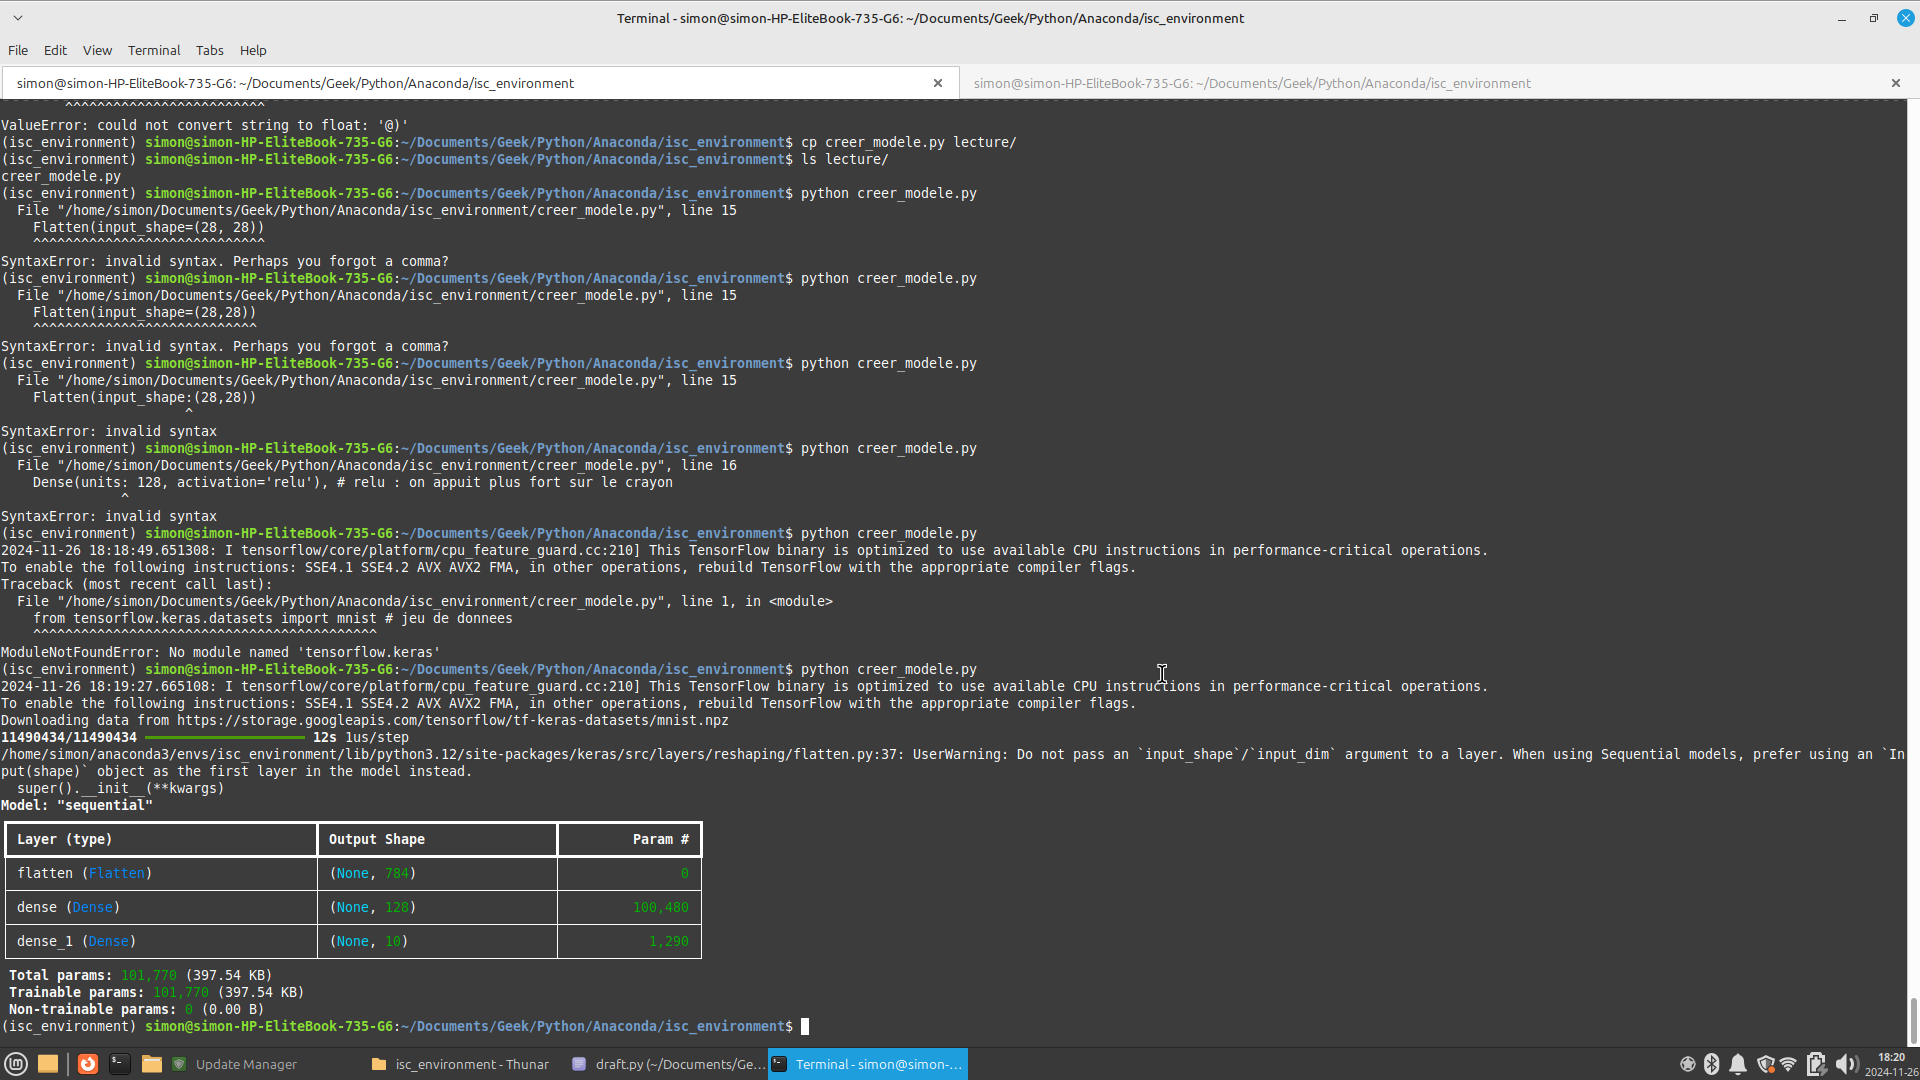 Terminal - simon@simon-HP-EliteBook-735-G6: ~/Documents/Geek/Python/Anaconda/isc_environment
File Edit View Terminal Tabs Help
simon@simon-HP-EliteBook-735-G6: ~/Documents/Geek/Python/Anaconda/isc_environment
simon@simon-HP-EliteBook-735-G6: ~/Documents/Geek/Python/Anaconda/isc_environment
^^^^^^^^^^^^^^^^^^^^^^^^^
ValueError: could not convert string to float: '@)'
(isc_environment) simon@simon-HP-EliteBook-735-G6:~/Documents/Geek/Python/Anaconda/isc_environment$ cp creer_modele.py lecture/
(isc_environment) simon@simon-HP-EliteBook-735-G6:~/Documents/Geek/Python/Anaconda/isc_environment$ ls lecture/
creer_modele.py
(isc_environment) simon@simon-HP-EliteBook-735-G6:~/Documents/Geek/Python/Anaconda/isc_environment$ python creer_modele.py
  File "/home/simon/Documents/Geek/Python/Anaconda/isc_environment/creer_modele.py", line 15
    Flatten(input_shape=(28, 28))
    ^^^^^^^^^^^^^^^^^^^^^^^^^^^^^
SyntaxError: invalid syntax. Perhaps you forgot a comma?
(isc_environment) simon@simon-HP-EliteBook-735-G6:~/Documents/Geek/Python/Anaconda/isc_environment$ python creer_modele.py
  File "/home/simon/Documents/Geek/Python/Anaconda/isc_environment/creer_modele.py", line 15
    Flatten(input_shape=(28,28))
    ^^^^^^^^^^^^^^^^^^^^^^^^^^^^
SyntaxError: invalid syntax. Perhaps you forgot a comma?
(isc_environment) simon@simon-HP-EliteBook-735-G6:~/Documents/Geek/Python/Anaconda/isc_environment$ python creer_modele.py
  File "/home/simon/Documents/Geek/Python/Anaconda/isc_environment/creer_modele.py", line 15
    Flatten(input_shape:(28,28))
                       ^
SyntaxError: invalid syntax
(isc_environment) simon@simon-HP-EliteBook-735-G6:~/Documents/Geek/Python/Anaconda/isc_environment$ python creer_modele.py
  File "/home/simon/Documents/Geek/Python/Anaconda/isc_environment/creer_modele.py", line 16
    Dense(units: 128, activation='relu'), # relu : on appuit plus fort sur le crayon
               ^
SyntaxError: invalid syntax
(isc_environment) simon@simon-HP-EliteBook-735-G6:~/Documents/Geek/Python/Anaconda/isc_environment$ python creer_modele.py
2024-11-26 18:18:49.651308: I tensorflow/core/platform/cpu_feature_guard.cc:210] This TensorFlow binary is optimized to use available CPU instructions in performance-critical operations.
To enable the following instructions: SSE4.1 SSE4.2 AVX AVX2 FMA, in other operations, rebuild TensorFlow with the appropriate compiler flags.
Traceback (most recent call last):
  File "/home/simon/Documents/Geek/Python/Anaconda/isc_environment/creer_modele.py", line 1, in <module>
    from tensorflow.keras.datasets import mnist # jeu de donnees
    ^^^^^^^^^^^^^^^^^^^^^^^^^^^^^^^^^^^^^^^^^^^
ModuleNotFoundError: No module named 'tensorflow.keras'
(isc_environment) simon@simon-HP-EliteBook-735-G6:~/Documents/Geek/Python/Anaconda/isc_environment$ python creer_modele.py
2024-11-26 18:19:27.665108: I tensorflow/core/platform/cpu_feature_guard.cc:210] This TensorFlow binary is optimized to use available CPU instructions in performance-critical operations.
To enable the following instructions: SSE4.1 SSE4.2 AVX AVX2 FMA, in other operations, rebuild TensorFlow with the appropriate compiler flags.
Downloading data from https://storage.googleapis.com/tensorflow/tf-keras-datasets/mnist.npz
11490434/11490434 ━━━━━━━━━━━━━━━━━━━━ 12s 1us/step
/home/simon/anaconda3/envs/isc_environment/lib/python3.12/site-packages/keras/src/layers/reshaping/flatten.py:37: UserWarning: Do not pass an `input_shape`/`input_dim` argument to a layer. When using Sequential models, prefer using an `In
put(shape)` object as the first layer in the model instead.
  super().__init__(**kwargs)
Model: "sequential"
Layer (type) Output Shape Param #
flatten (Flatten) (None, 784) 0
dense (Dense) (None, 128) 100,480
dense_1 (Dense) (None, 10) 1,290
Total params: 101,770 (397.54 KB)
Trainable params: 101,770 (397.54 KB)
Non-trainable params: 0 (0.00 B)
(isc_environment) simon@simon-HP-EliteBook-735-G6:~/Documents/Geek/Python/Anaconda/isc_environment$
Update Manager
isc_environment - Thunar
draft.py (~/Documents/Ge...
Terminal - simon@simon-...
18:20
2024-11-26